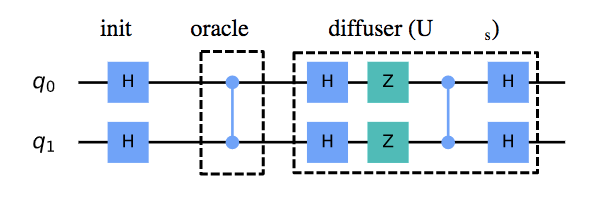 init oracle diffuser (U s)
q0 H H Z H
q1 H H Z H